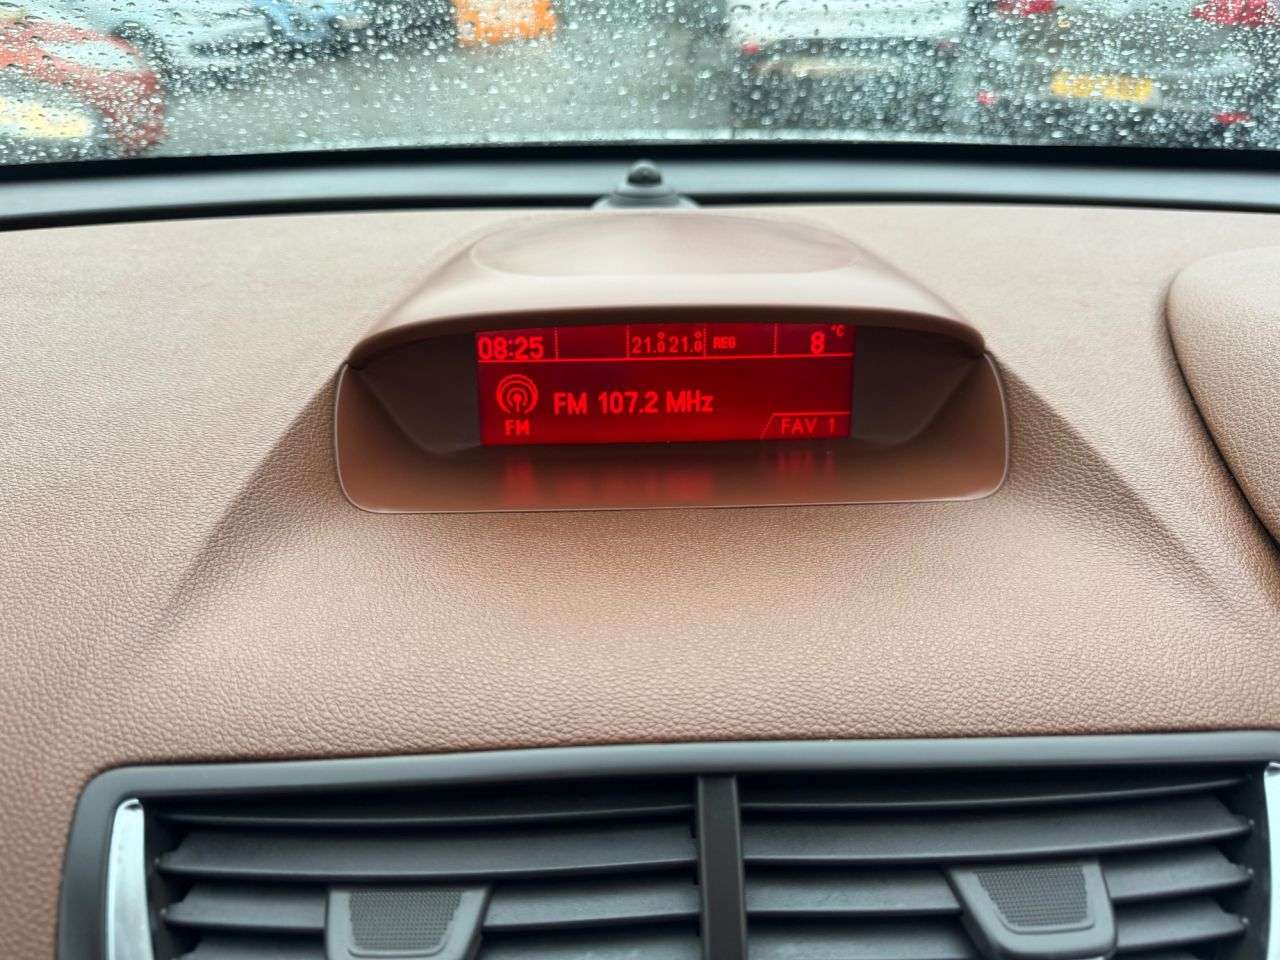 08:25 21.0° 21.0° REG 8 °C
FM 107.2 MHz
FM FAV 1